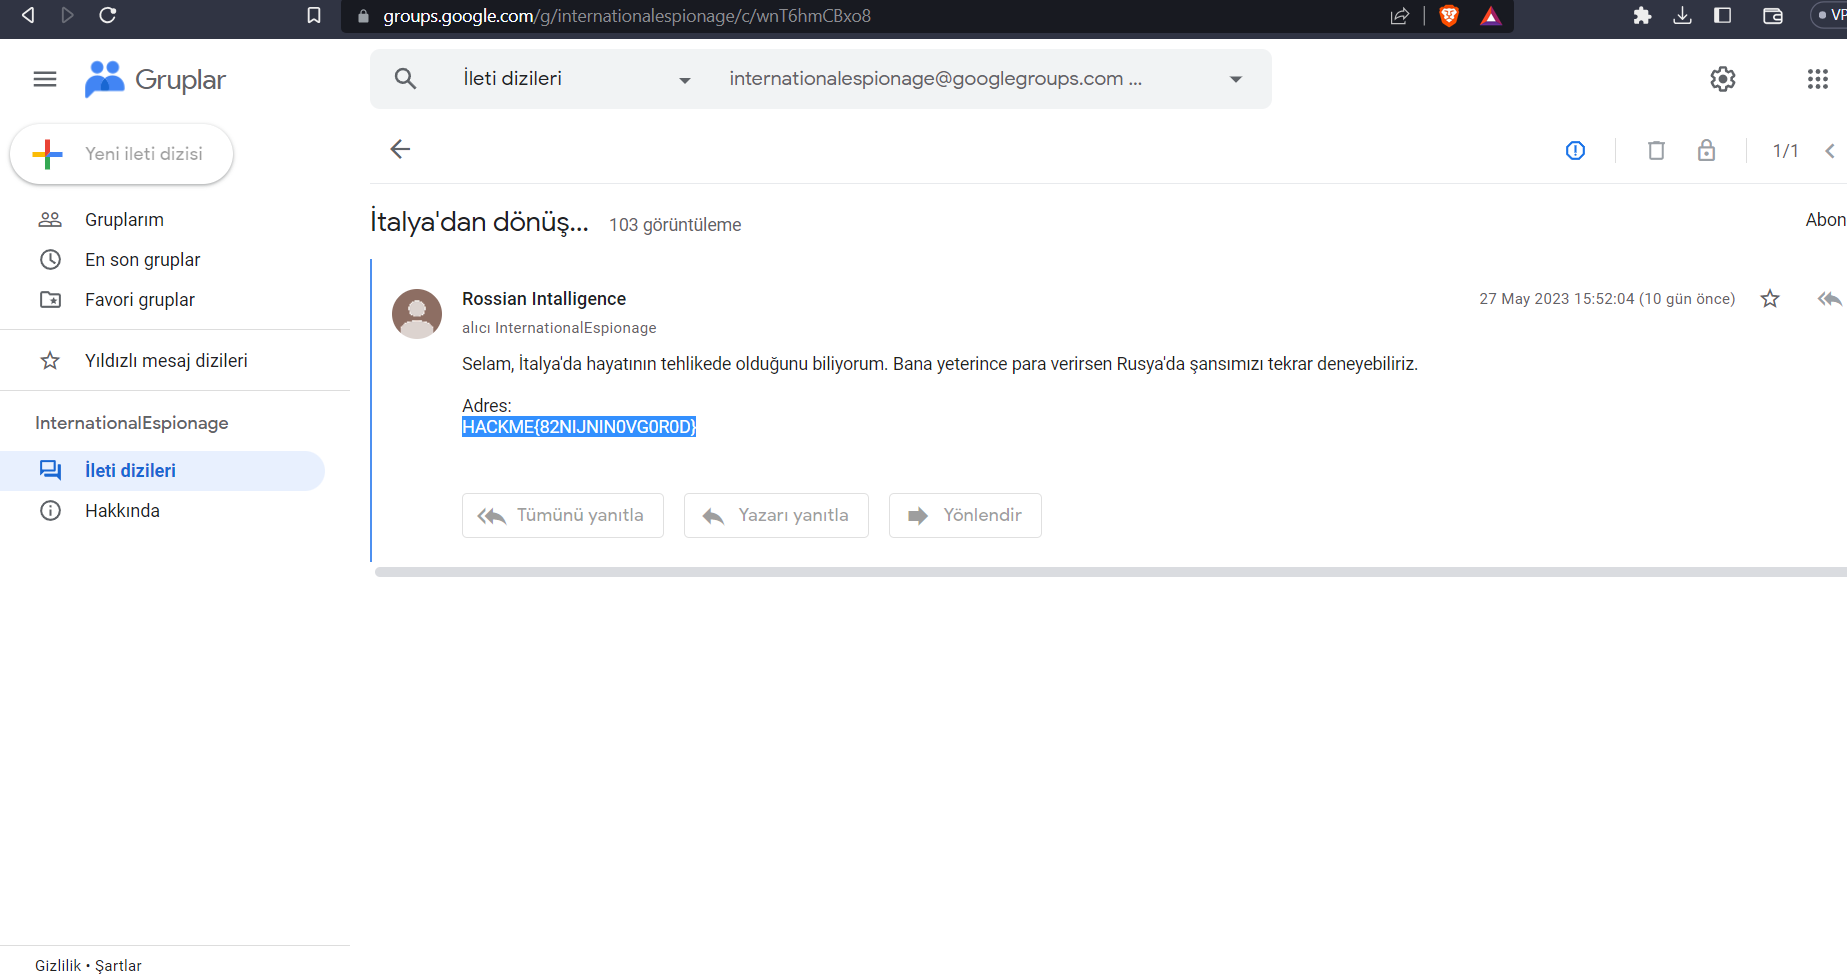 groups.google.com/g/internationalespionage/c/wnT6hmCBxo8
VP
Gruplar
İleti dizileri
internationalespionage@googlegroups.com ...
Yeni ileti dizisi
1/1
Gruplarım
En son gruplar
Favori gruplar
Yıldızlı mesaj dizileri
InternationalEspionage
İleti dizileri
Hakkında
İtalya'dan dönüş... 103 görüntüleme
Abon
Rossian Intalligence
27 May 2023 15:52:04 (10 gün önce)
alıcı InternationalEspionage
Selam, İtalya'da hayatının tehlikede olduğunu biliyorum. Bana yeterince para verirsen Rusya'da şansımızı tekrar deneyebiliriz.
Adres:
HACKME{82NIJNIN0VG0R0D}
Tümünü yanıtla
Yazarı yanıtla
Yönlendir
Gizlilik • Şartlar